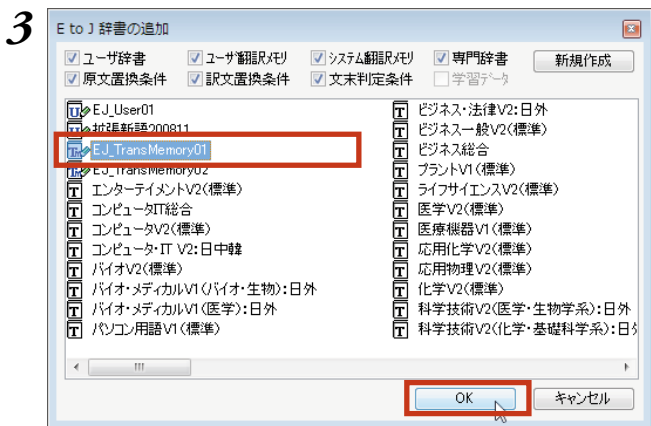 3
E to J 辞書の追加
ユーザ辞書 ユーザ翻訳メモリ システム翻訳メモリ 専門辞書 新規作成
原文置換条件 訳文置換条件 文末判定条件 学習データ
EJ_User01
拡張新語200811
EJ_TransMemory01
EJ_TransMemory02
エンターテイメントV2(標準)
コンピュータIT総合
コンピュータV2(標準)
コンピュータ・IT V2:日中韓
バイオV2(標準)
バイオ・メディカルV1(バイオ・生物):日外
バイオ・メディカルV1(医学):日外
パソコン用語V1(標準)
ビジネス・法律V2:日外
ビジネス一般V2(標準)
ビジネス総合
プラントV1(標準)
ライフサイエンスV2(標準)
医学V2(標準)
医療機器V1(標準)
応用化学V2(標準)
応用物理V2(標準)
化学V2(標準)
科学技術V2(医学・生物学系):日外
科学技術V2(化学・基礎科学系):日
OK キャンセル